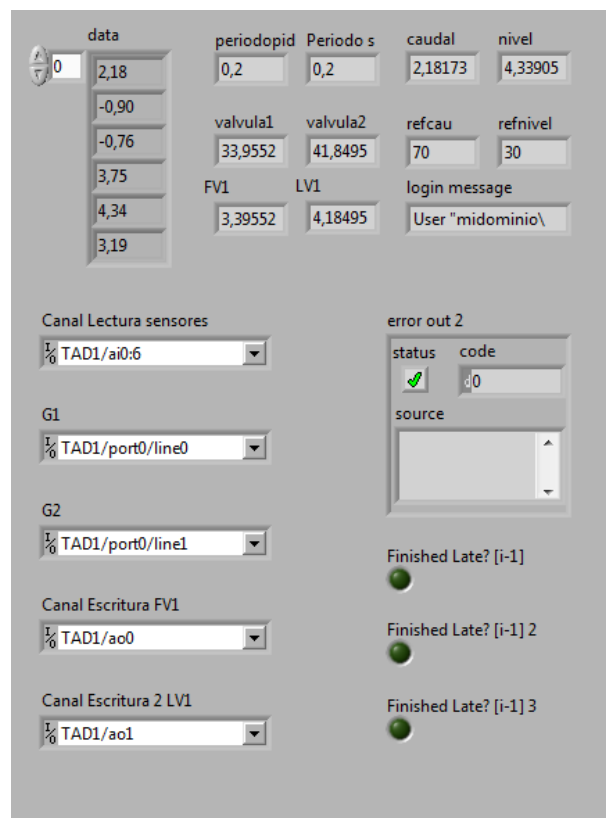 data
0
2,18
-0,90
-0,76
3,75
4,34
3,19
periodopid Periodo s caudal nivel
0,2 0,2 2,18173 4,33905
valvula1 valvula2 refcau refnivel
33,9552 41,8495 70 30
FV1 LV1 login message
3,39552 4,18495 User "midominio\
Canal Lectura sensores
I/O TAD1/ai0:6
G1
I/O TAD1/port0/line0
G2
I/O TAD1/port0/line1
Canal Escritura FV1
I/O TAD1/ao0
Canal Escritura 2 LV1
I/O TAD1/ao1
error out 2
status code
d0
source
Finished Late? [i-1]
Finished Late? [i-1] 2
Finished Late? [i-1] 3